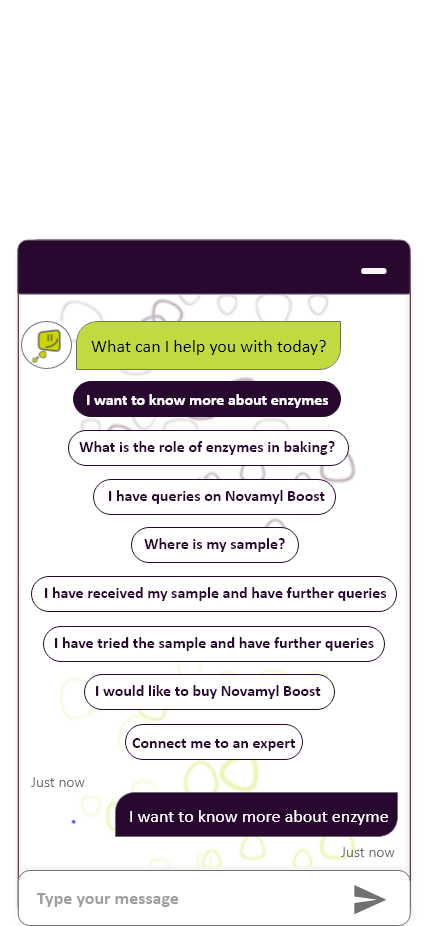 What can I help you with today?
I want to know more about enzymes
What is the role of enzymes in baking?
I have queries on Novamyl Boost
Where is my sample?
I have received my sample and have further queries
I have tried the sample and have further queries
I would like to buy Novamyl Boost
Connect me to an expert
Just now
I want to know more about enzyme
Just now
Type your message